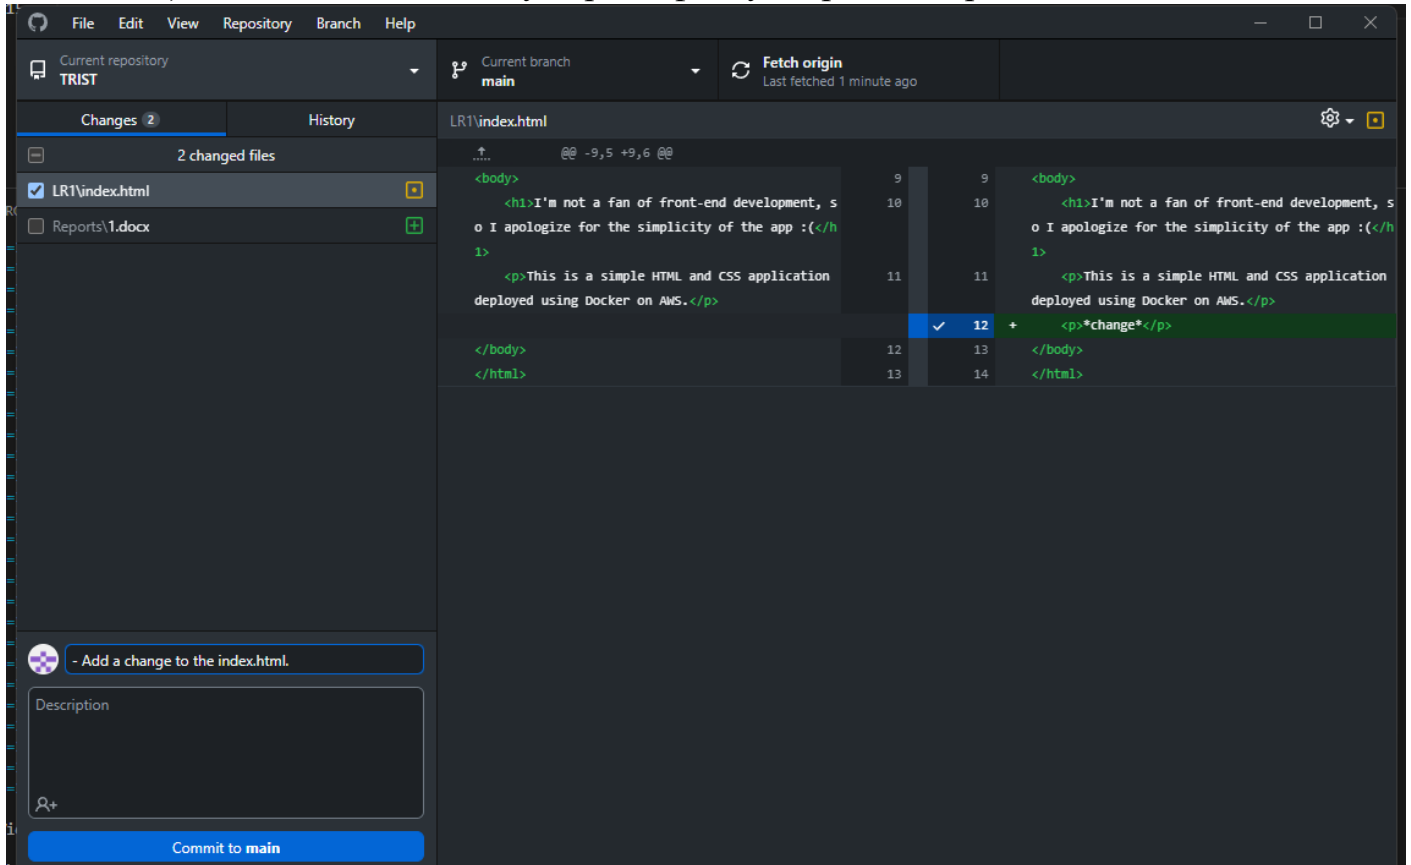 File Edit View Repository Branch Help
Current repository
TRIST
Current branch
main
Fetch origin
Last fetched 1 minute ago
Changes 2
History
2 changed files
LR1\index.html
Reports\1.docx
LR1\index.html
@@ -9,5 +9,6 @@
<body> 9
<h1>I'm not a fan of front-end development, s 10
o I apologize for the simplicity of the app :(</h
1>
<p>This is a simple HTML and CSS application 11
deployed using Docker on AWS.</p>
</body> 12
</html> 13
9 <body>
10 <h1>I'm not a fan of front-end development, s
o I apologize for the simplicity of the app :(</h
1>
11 <p>This is a simple HTML and CSS application
deployed using Docker on AWS.</p>
12 + <p>*change*</p>
13 </body>
14 </html>
- Add a change to the index.html.
Description
Commit to main